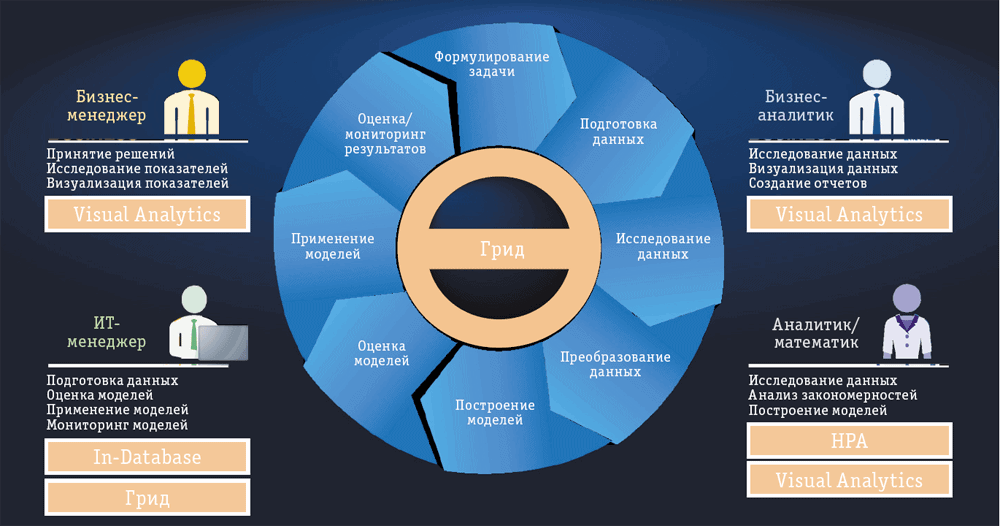 Бизнес-
менеджер
Принятие решений
Исследование показателей
Визуализация показателей
Visual Analytics
ИТ-
менеджер
Подготовка данных
Оценка моделей
Применение моделей
Мониторинг моделей
In-Database
Грид
Формулирование
задачи
Подготовка
данных
Исследование
данных
Преобразование
данных
Построение
моделей
Оценка
моделей
Применение
моделей
Оценка/
мониторинг
результатов
Грид
Бизнес-
аналитик
Исследование данных
Визуализация данных
Создание отчетов
Visual Analytics
Аналитик/
математик
Исследование данных
Анализ закономерностей
Построение моделей
HPA
Visual Analytics